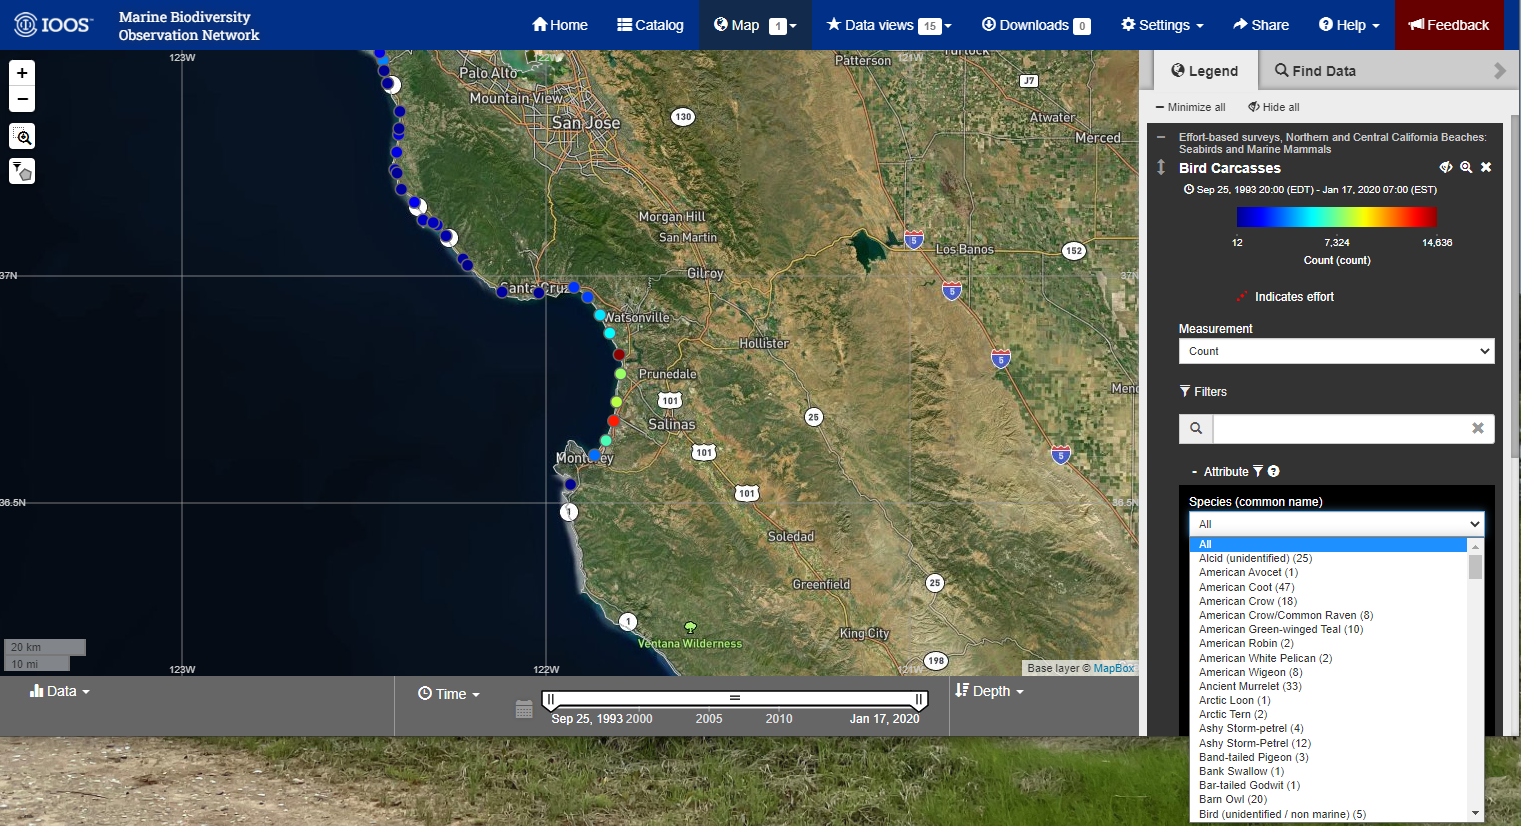 IOOS
Marine Biodiversity
Observation Network
Home
Catalog
Map 1
Data views 15
Downloads 0
Settings
Share
Help
Feedback
+
−
123W
122W
121W
Palo Alto
Mountain View
San Jose
130
Patterson
Turlock
J7
Atwater
Merced
Morgan Hill
San Martin
5
Los Banos
152
37N
Gilroy
37N
5
Santa Cruz
Watsonville
Hollister
5
Prunedale
101
Mend
Salinas
25
101
5
Monterey
101
36.5N
36.5N
1
Soledad
25
Greenfield
1
Ventana Wilderness
King City
198
20 km
10 mi
123W
122W
121W
Base layer © MapBox
Data
Time
Sep 25, 1993
2000
2005
2010
Jan 17, 2020
Depth
Legend
Find Data
Minimize all
Hide all
Effort-based surveys, Northern and Central California Beaches:
Seabirds and Marine Mammals
Bird Carcasses
Sep 25, 1993 20:00 (EDT) - Jan 17, 2020 07:00 (EST)
12
7,324
14,636
Count (count)
Indicates effort
Measurement
Count
Filters
- Attribute
Species (common name)
All
All
Alcid (unidentified) (25)
American Avocet (1)
American Coot (47)
American Crow (18)
American Crow/Common Raven (8)
American Green-winged Teal (10)
American Robin (2)
American White Pelican (2)
American Wigeon (8)
Ancient Murrelet (33)
Arctic Loon (1)
Arctic Tern (2)
Ashy Storm-petrel (4)
Ashy Storm-Petrel (12)
Band-tailed Pigeon (3)
Bank Swallow (1)
Bar-tailed Godwit (1)
Barn Owl (20)
Bird (unidentified / non marine) (5)